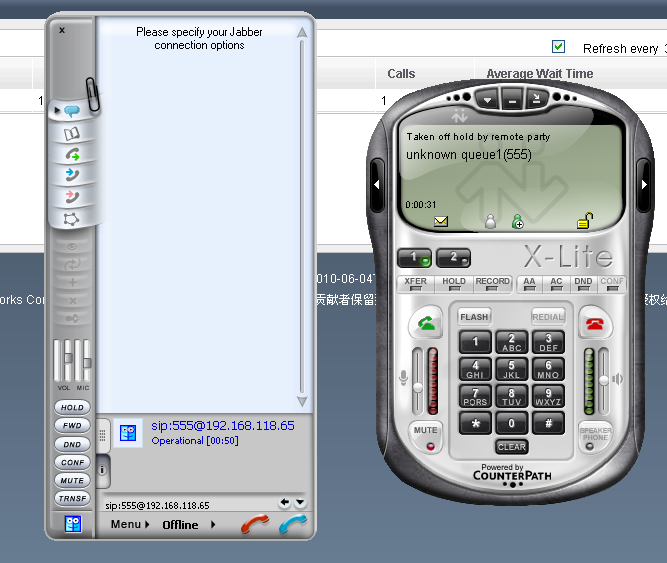 x
Please specify your Jabber
connection options
VOL MIC
HOLD
FWD
DND
CONF
MUTE
TRNSF
sip:555@192.168.118.65
Operational [00:50]
i
sip:555@192.168.118.65
Menu
Offline
Refresh every 3
Calls
Average Wait Time
1
1
010-06-04
orks Co
贡献者保留
授权给
Taken off hold by remote party
unknown queue1(555)
0:00:31
1 2
X-Lite
XFER HOLD RECORD AA AC DND CONF
FLASH REDIAL
1 2 ABC 3 DEF
4 GHI 5 JKL 6 MNO
7 PQRS 8 TUV 9 WXYZ
* 0 #
CLEAR
MUTE
SPEAKER
PHONE
Powered by
COUNTERPATH